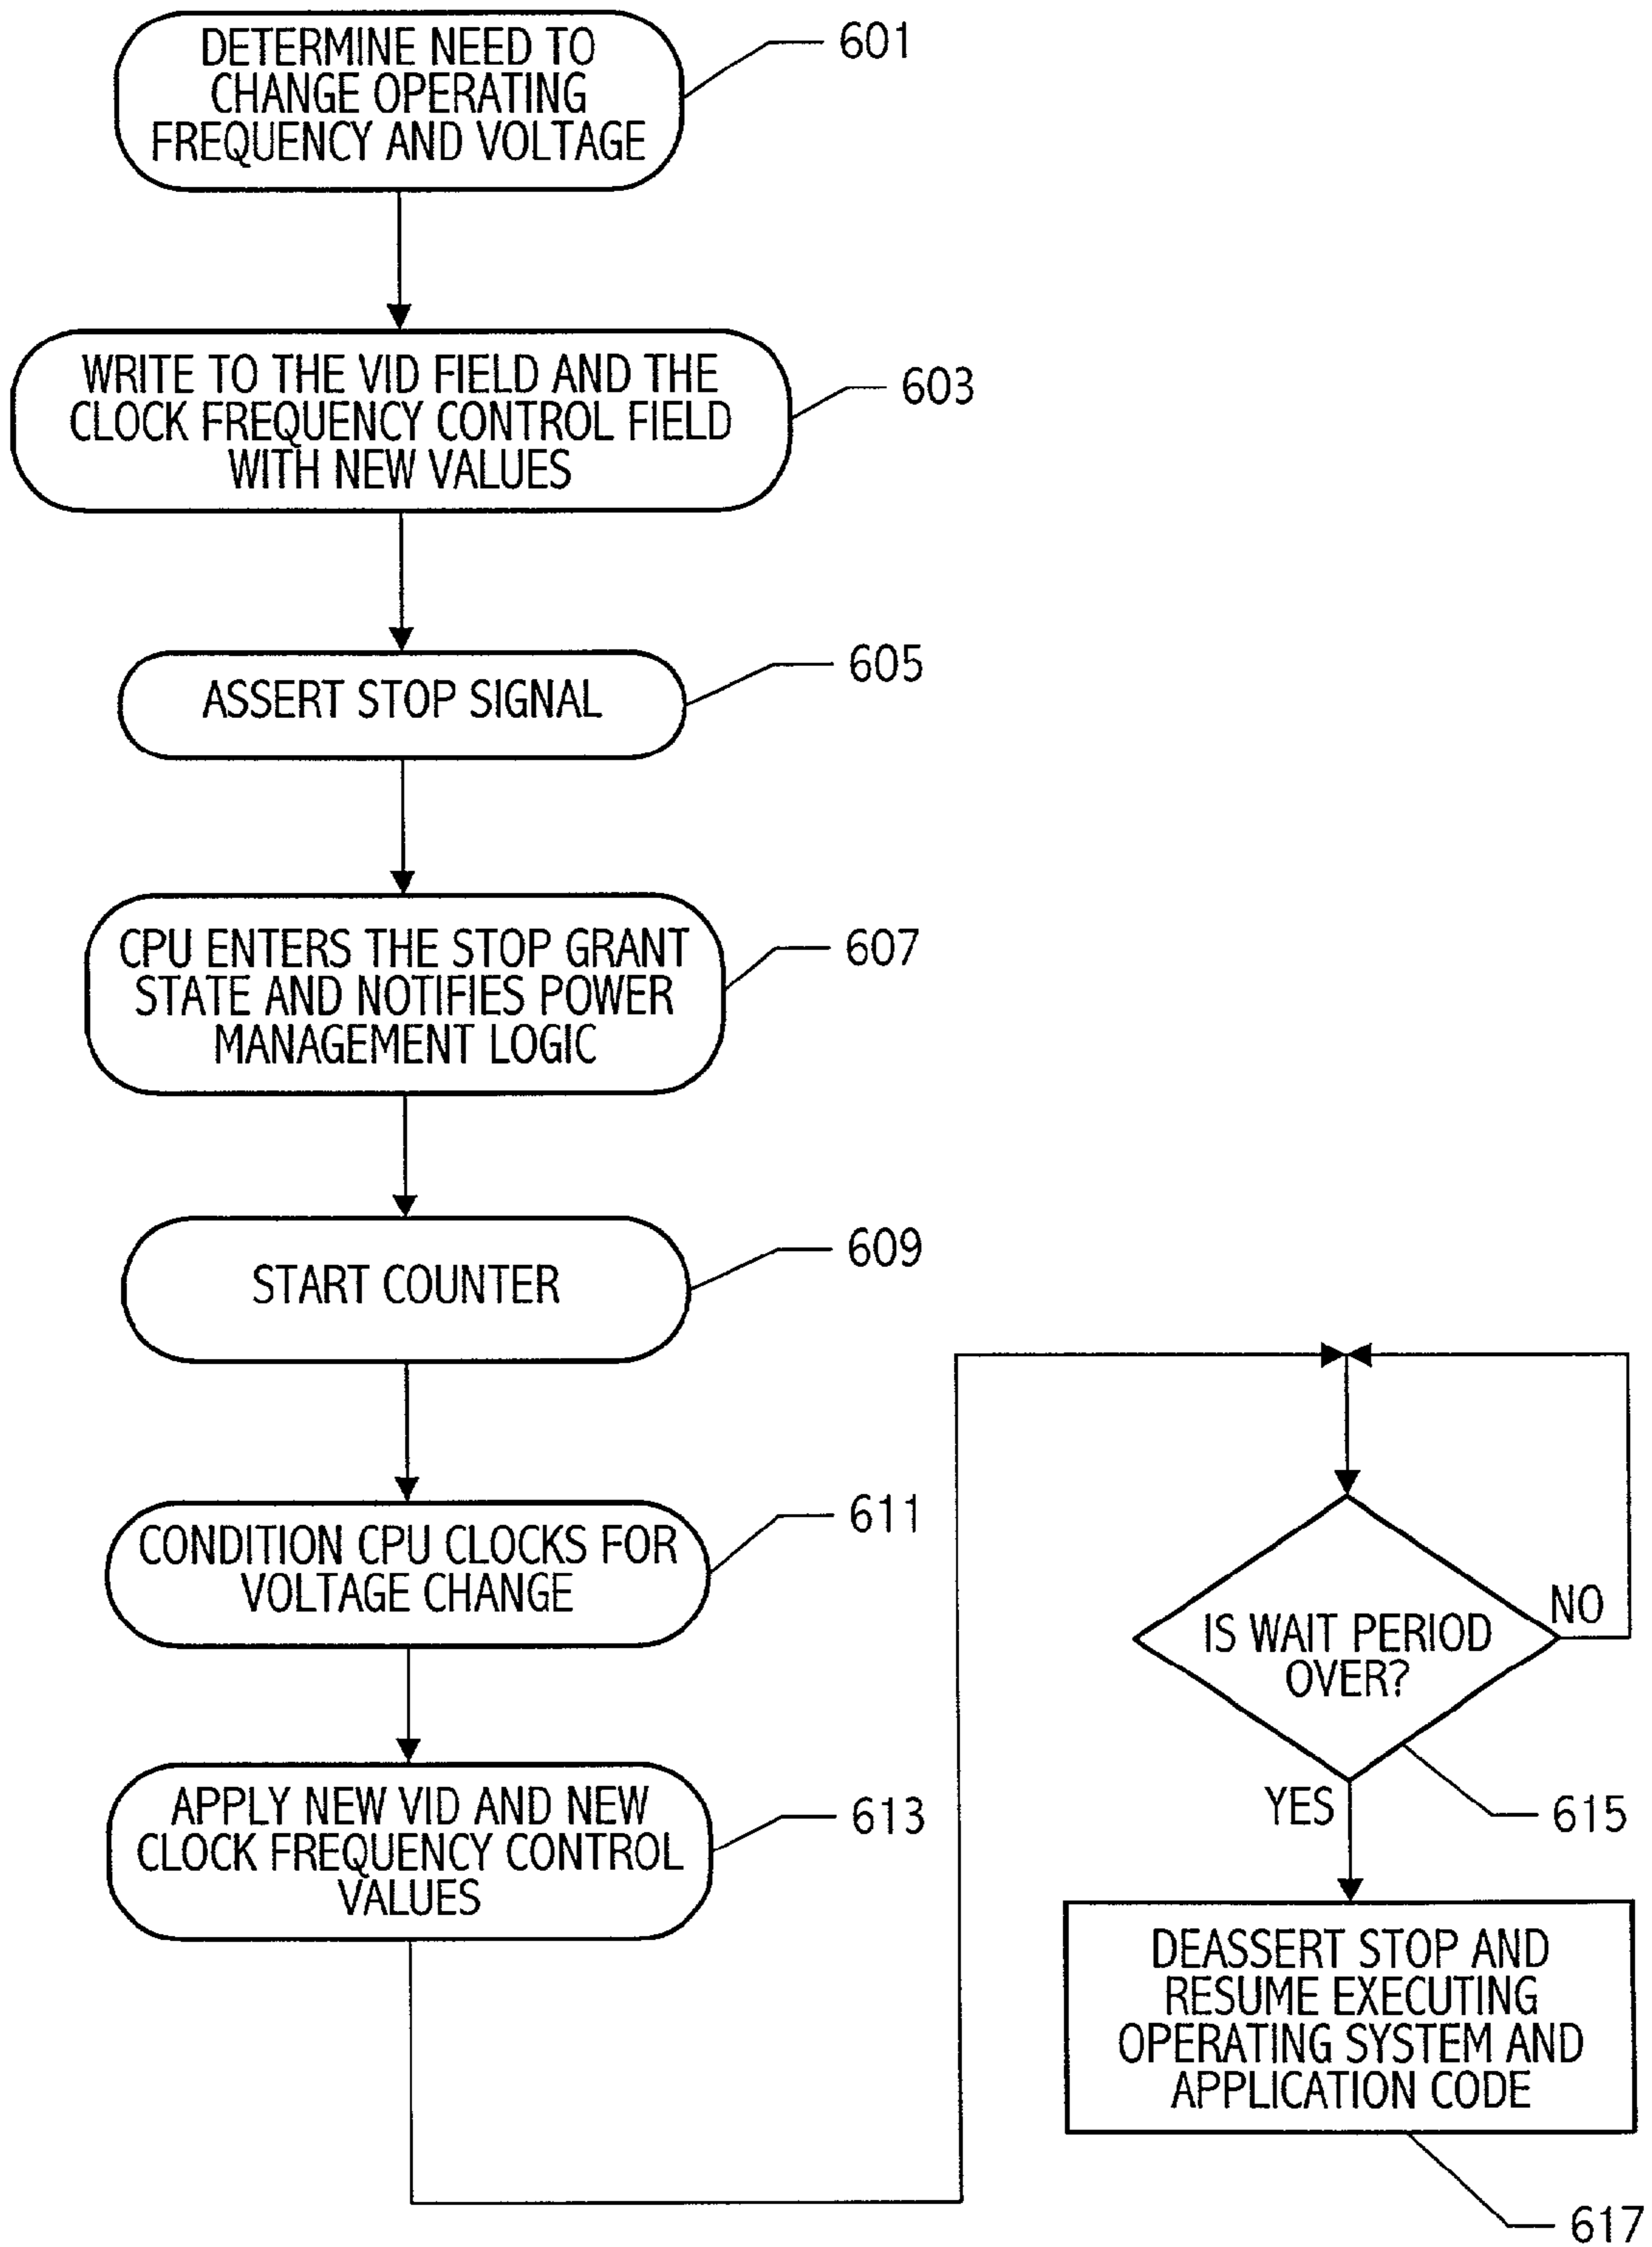 DETERMINE NEED TO
CHANGE OPERATING
FREQUENCY AND VOLTAGE
601
WRITE TO THE VID FIELD AND THE
CLOCK FREQUENCY CONTROL FIELD
WITH NEW VALUES
603
ASSERT STOP SIGNAL
605
CPU ENTERS THE STOP GRANT
STATE AND NOTIFIES POWER
MANAGEMENT LOGIC
607
START COUNTER
609
CONDITION CPU CLOCKS FOR
VOLTAGE CHANGE
611
APPLY NEW VID AND NEW
CLOCK FREQUENCY CONTROL
VALUES
613
IS WAIT PERIOD
OVER?
NO
YES
615
DEASSERT STOP AND
RESUME EXECUTING
OPERATING SYSTEM AND
APPLICATION CODE
617